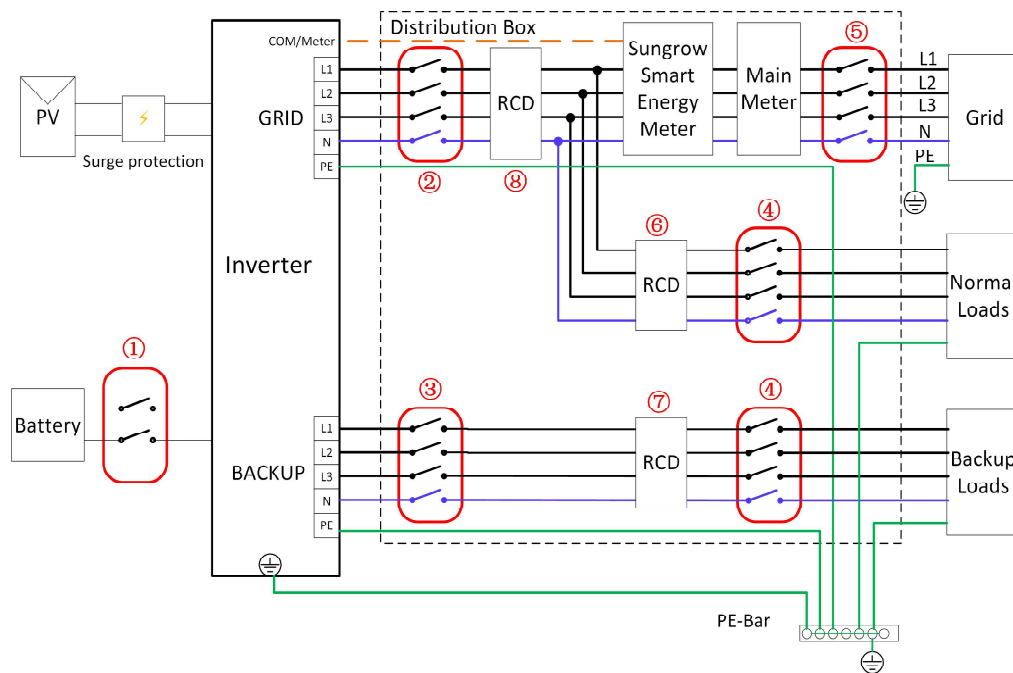 Distribution Box
COM/Meter
⑤
L1
L2
L3
N
PE
GRID
RCD
Sungrow
Smart
Energy
Meter
Main
Meter
L1
L2
L3
N
PE
Grid
PV
⚡
Surge protection
②
⑧
⑥
④
Inverter
RCD
Normal
Loads
①
Battery
③
⑦
④
L1
L2
L3
N
PE
BACKUP
RCD
Backup
Loads
PE-Bar